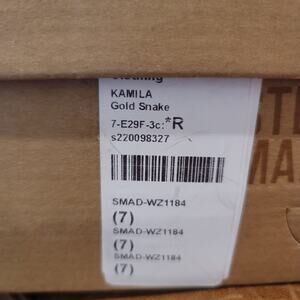 KAMILA
Gold Snake
7-E29F-3c:*R
s220098327
SMAD-WZ1184
(7)
SMAD-WZ1184
(7)
SMAD-WZ1184
(7)